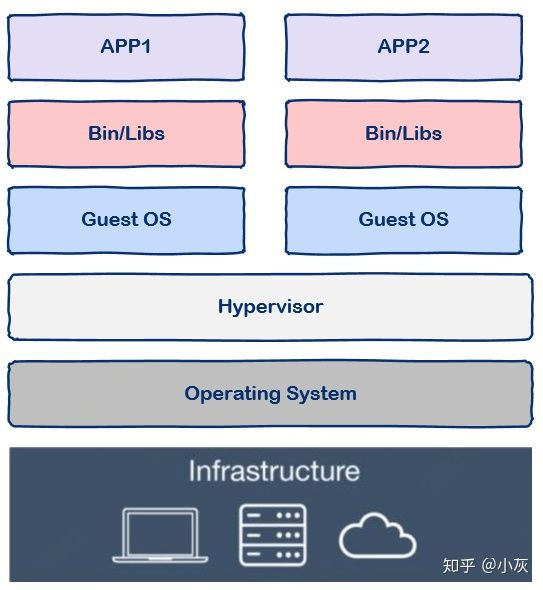 APP1 APP2
Bin/Libs Bin/Libs
Guest OS Guest OS
Hypervisor
Operating System
Infrastructure
知乎 @小灰